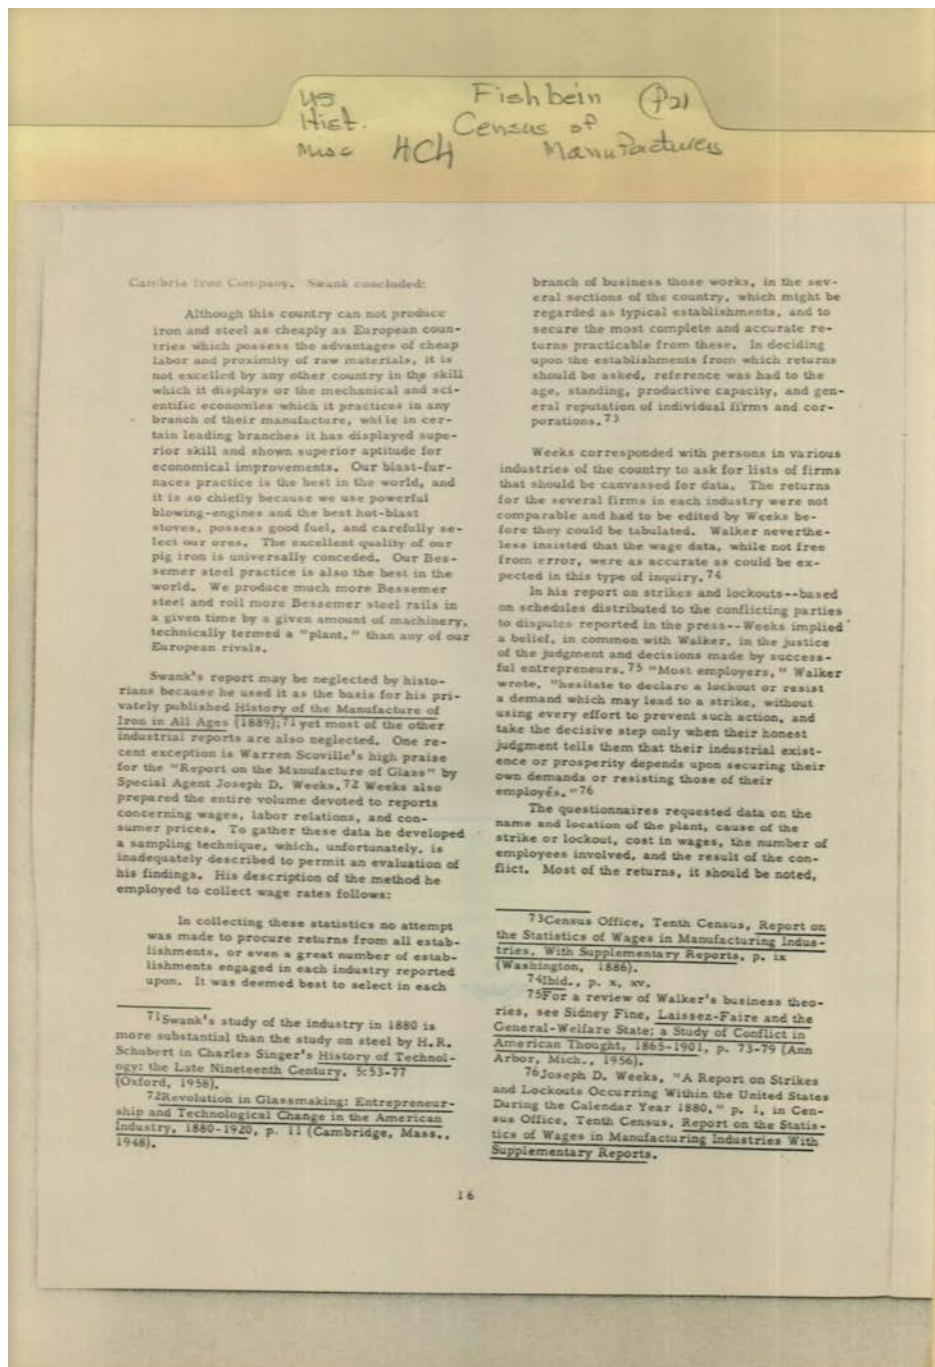 US Fishbein P21
Hist. Census of
Misc HCH Manufactures
Cambria Iron Company. Swank concluded:
Although this country can not produce
iron and steel as cheaply as European coun-
tries which possess the advantages of cheap
labor and proximity of raw materials, it is
not excelled by any other country in the skill
which it displays or the mechanical and sci-
entific economies which it practices in any
branch of their manufacture, while in cer-
tain leading branches it has displayed supe-
rior skill and shown superior aptitude for
economical improvements. Our blast-fur-
naces practice is the best in the world, and
it is so chiefly because we use powerful
blowing-engines and the best hot-blast
stoves, possess good fuel, and carefully se-
lect our ores. The excellent quality of our
pig iron is universally conceded. Our Bes-
semer steel practice is also the best in the
world. We produce much more Bessemer
steel and roll more Bessemer steel rails in
a given time by a given amount of machinery,
technically termed a "plant," than any of our
European rivals.
Swank's report may be neglected by histo-
rians because he used it as the basis for his pri-
vately published History of the Manufacture of
Iron in All Ages (1889);71 yet most of the other
industrial reports are also neglected. One re-
cent exception is Warren Scoville's high praise
for the "Report on the Manufacture of Glass" by
Special Agent Joseph D. Weeks.72 Weeks also
prepared the entire volume devoted to reports
concerning wages, labor relations, and con-
sumer prices. To gather these data he developed
a sampling technique, which, unfortunately, is
inadequately described to permit an evaluation of
his findings. His description of the method he
employed to collect wage rates follows:
In collecting these statistics no attempt
was made to procure returns from all estab-
lishments, or even a great number of estab-
lishments engaged in each industry reported
upon. It was deemed best to select in each
71Swank's study of the industry in 1880 is
more substantial than the study on steel by H.R.
Schubert in Charles Singer's History of Technol-
ogy: the Late Nineteenth Century, 5:53-77
(Oxford, 1958).
72Revolution in Glassmaking: Entrepreneur-
ship and Technological Change in the American
Industry, 1880-1920, p. 11 (Cambridge, Mass.,
1948).
branch of business those works, in the sev-
eral sections of the country, which might be
regarded as typical establishments, and to
secure the most complete and accurate re-
turns practicable from these. In deciding
upon the establishments from which returns
should be asked, reference was had to the
age, standing, productive capacity, and gen-
eral reputation of individual firms and cor-
porations.73
Weeks corresponded with persons in various
industries of the country to ask for lists of firms
that should be canvassed for data. The returns
for the several firms in each industry were not
comparable and had to be edited by Weeks be-
fore they could be tabulated. Walker neverthe-
less insisted that the wage data, while not free
from error, were as accurate as could be ex-
pected in this type of inquiry.74
In his report on strikes and lockouts--based
on schedules distributed to the conflicting parties
to disputes reported in the press--Weeks implied
a belief, in common with Walker, in the justice
of the judgment and decisions made by success-
ful entrepreneurs.75 "Most employers," Walker
wrote, "hesitate to declare a lockout or resist
a demand which may lead to a strike, without
using every effort to prevent such action, and
take the decisive step only when their honest
judgment tells them that their industrial exist-
ence or prosperity depends upon securing their
own demands or resisting those of their
employés."76
The questionnaires requested data on the
name and location of the plant, cause of the
strike or lockout, cost in wages, the number of
employees involved, and the result of the con-
flict. Most of the returns, it should be noted,
73Census Office, Tenth Census, Report on
the Statistics of Wages in Manufacturing Indus-
tries, With Supplementary Reports, p. ix
(Washington, 1886).
74Ibid., p. x, xv.
75For a review of Walker's business theo-
ries, see Sidney Fine, Laissez-Faire and the
General-Welfare State; a Study of Conflict in
American Thought, 1865-1901, p. 73-79 (Ann
Arbor, Mich., 1956).
76Joseph D. Weeks, "A Report on Strikes
and Lockouts Occurring Within the United States
During the Calendar Year 1880," p. 1, in Cen-
sus Office, Tenth Census, Report on the Statis-
tics of Wages in Manufacturing Industries With
Supplementary Reports.
16